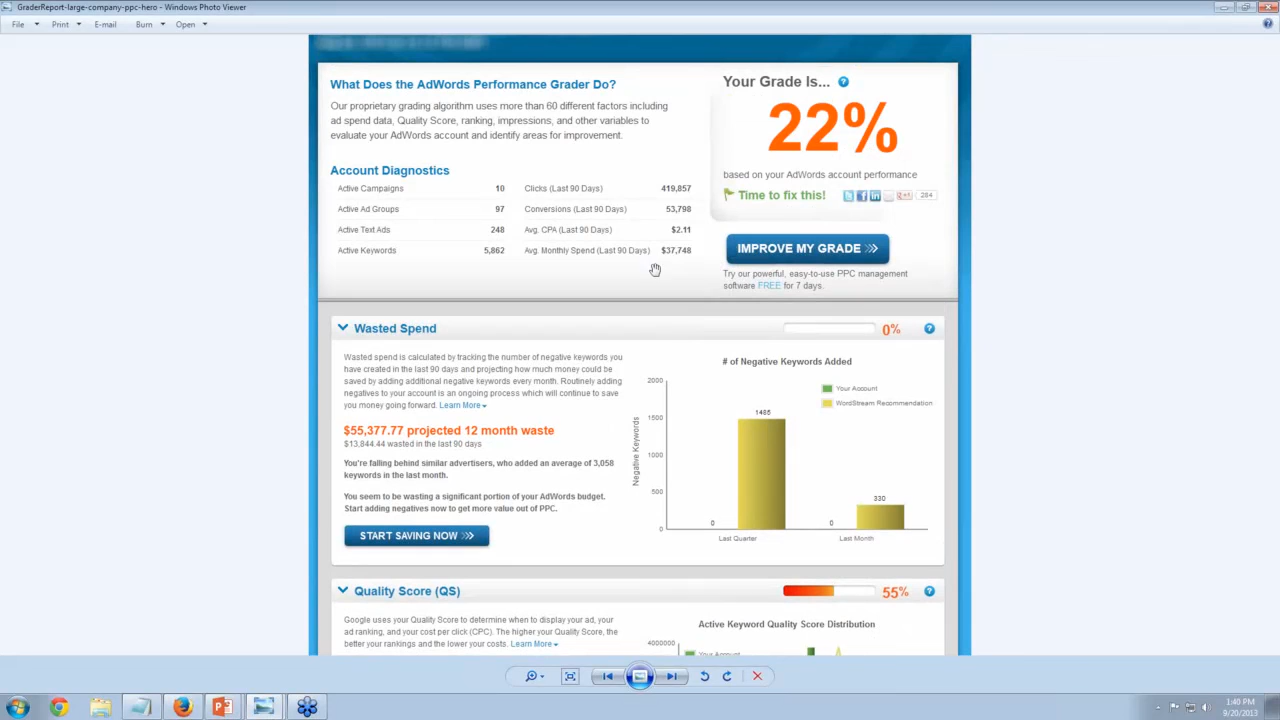 GraderReport-large-company-ppc-hero - Windows Photo Viewer
File Print E-mail Burn Open
What Does the AdWords Performance Grader Do?
Our proprietary grading algorithm uses more than 60 different factors including
ad spend data, Quality Score, ranking, impressions, and other variables to
evaluate your AdWords account and identify areas for improvement.
Account Diagnostics
Active Campaigns 10 Clicks (Last 90 Days) 419,857
Active Ad Groups 97 Conversions (Last 90 Days) 53,798
Active Text Ads 248 Avg. CPA (Last 90 Days) $2.11
Active Keywords 5,862 Avg. Monthly Spend (Last 90 Days) $37,748
Your Grade Is... ?
22%
based on your AdWords account performance
Time to fix this! 284
IMPROVE MY GRADE
Try our powerful, easy-to-use PPC management
software FREE for 7 days.
Wasted Spend 0% ?
Wasted spend is calculated by tracking the number of negative keywords you
have created in the last 90 days and projecting how much money could be
saved by adding additional negative keywords every month. Routinely adding
negatives to your account is an ongoing process which will continue to save
you money going forward. Learn More
$55,377.77 projected 12 month waste
$13,844.44 wasted in the last 90 days
You're falling behind similar advertisers, who added an average of 3,058
keywords in the last month.
You seem to be wasting a significant portion of your AdWords budget.
Start adding negatives now to get more value out of PPC.
START SAVING NOW
# of Negative Keywords Added
Your Account
WordStream Recommendation
Negative Keywords
2000
1500
1000
500
0
0 1485 0 330
Last Quarter Last Month
Quality Score (QS) 55% ?
Google uses your Quality Score to determine when to display your ad, your
ad ranking, and your cost per click (CPC). The higher your Quality Score, the
better your rankings and the lower your costs. Learn More
Active Keyword Quality Score Distribution
4000000
Your Account
1:40 PM
9/20/2013